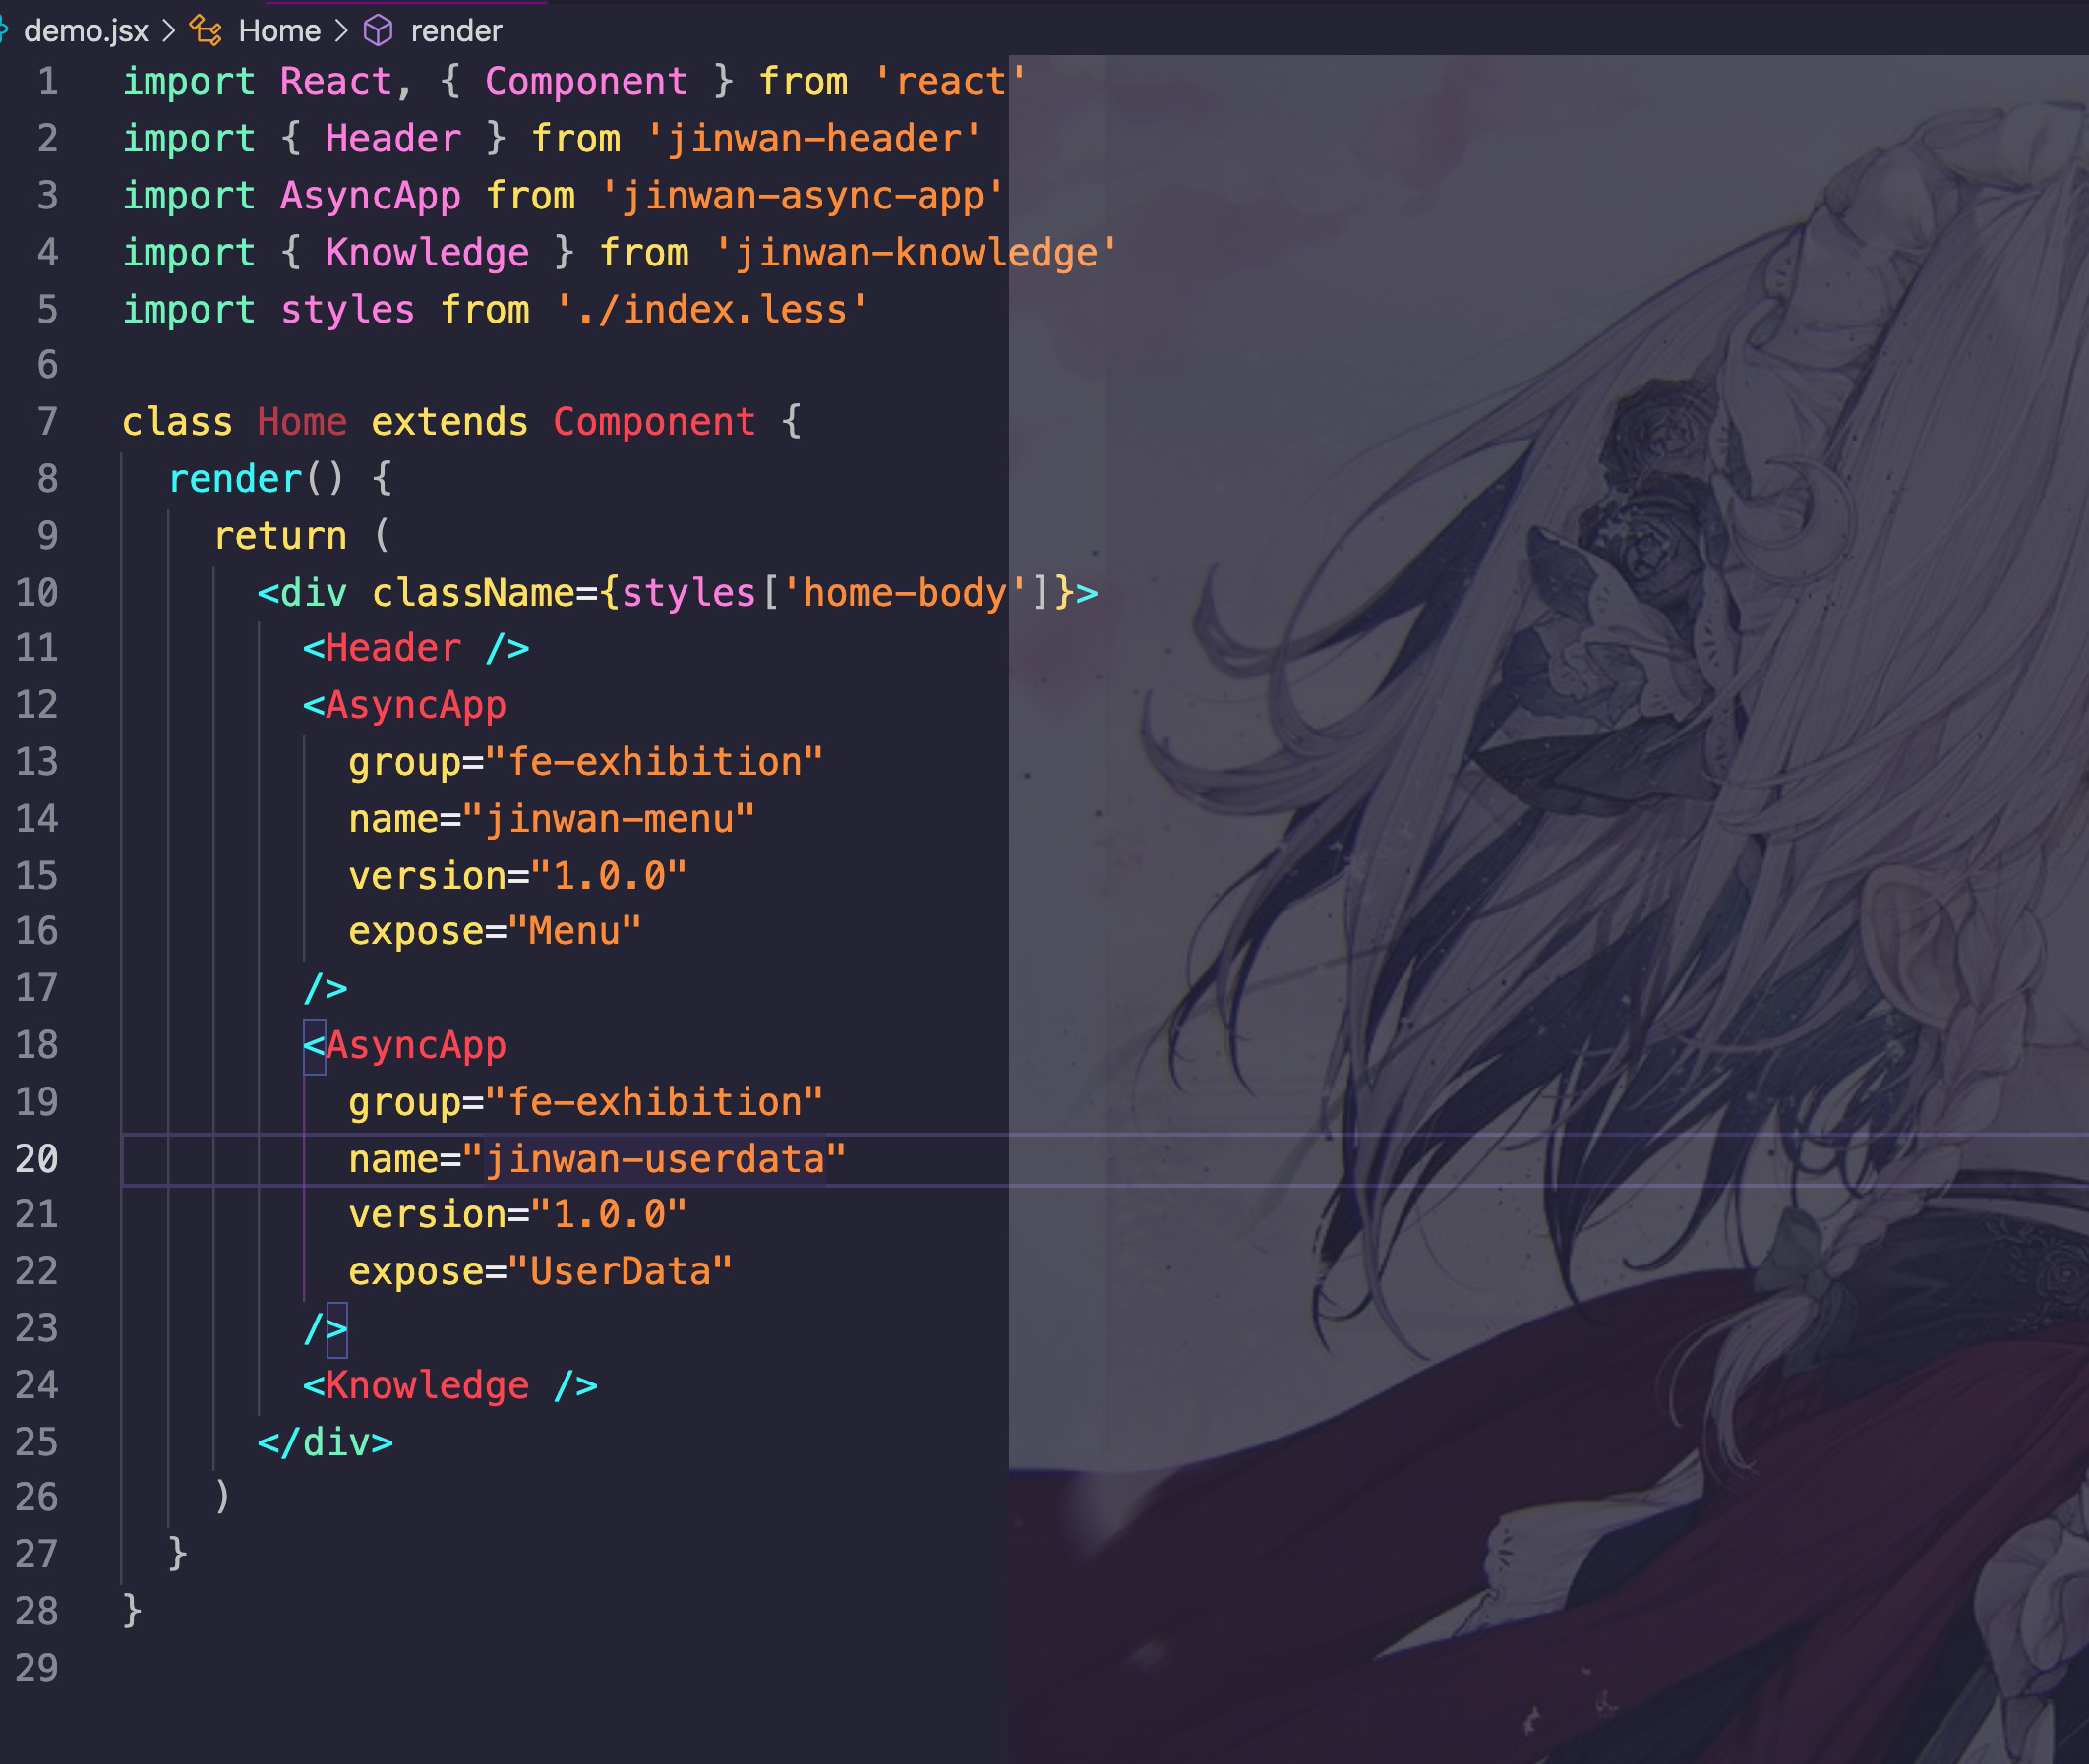 demo.jsx > Home > render
1 import React, { Component } from 'react'
2 import { Header } from 'jinwan-header'
3 import AsyncApp from 'jinwan-async-app'
4 import { Knowledge } from 'jinwan-knowledge'
5 import styles from './index.less'
6
7 class Home extends Component {
8   render() {
9     return (
10       <div className={styles['home-body']}>
11         <Header />
12         <AsyncApp
13           group="fe-exhibition"
14           name="jinwan-menu"
15           version="1.0.0"
16           expose="Menu"
17         />
18         <AsyncApp
19           group="fe-exhibition"
20           name="jinwan-userdata"
21           version="1.0.0"
22           expose="UserData"
23         />
24         <Knowledge />
25       </div>
26     )
27   }
28 }
29